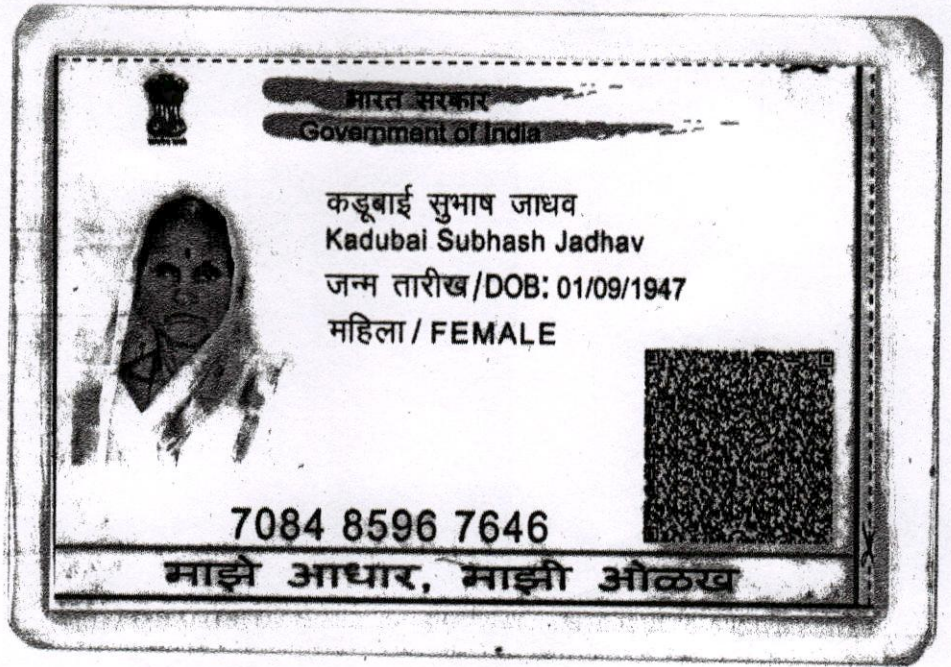 भारत सरकार
Government of India
कडूबाई सुभाष जाधव
Kadubai Subhash Jadhav
जन्म तारीख/DOB: 01/09/1947
महिला / FEMALE
7084 8596 7646
माझे आधार, माझी ओळख